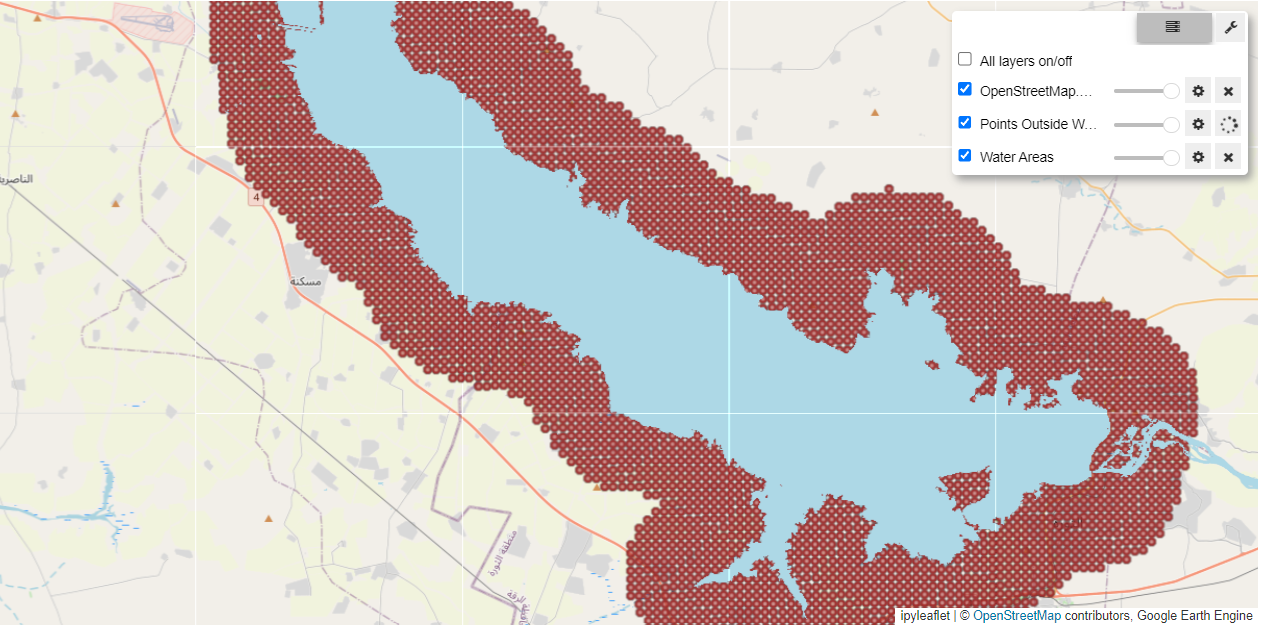 All layers on/off
OpenStreetMap....
Points Outside W...
Water Areas
4
مسكنة
منطقة الثورة
ipyleaflet | © OpenStreetMap contributors, Google Earth Engine